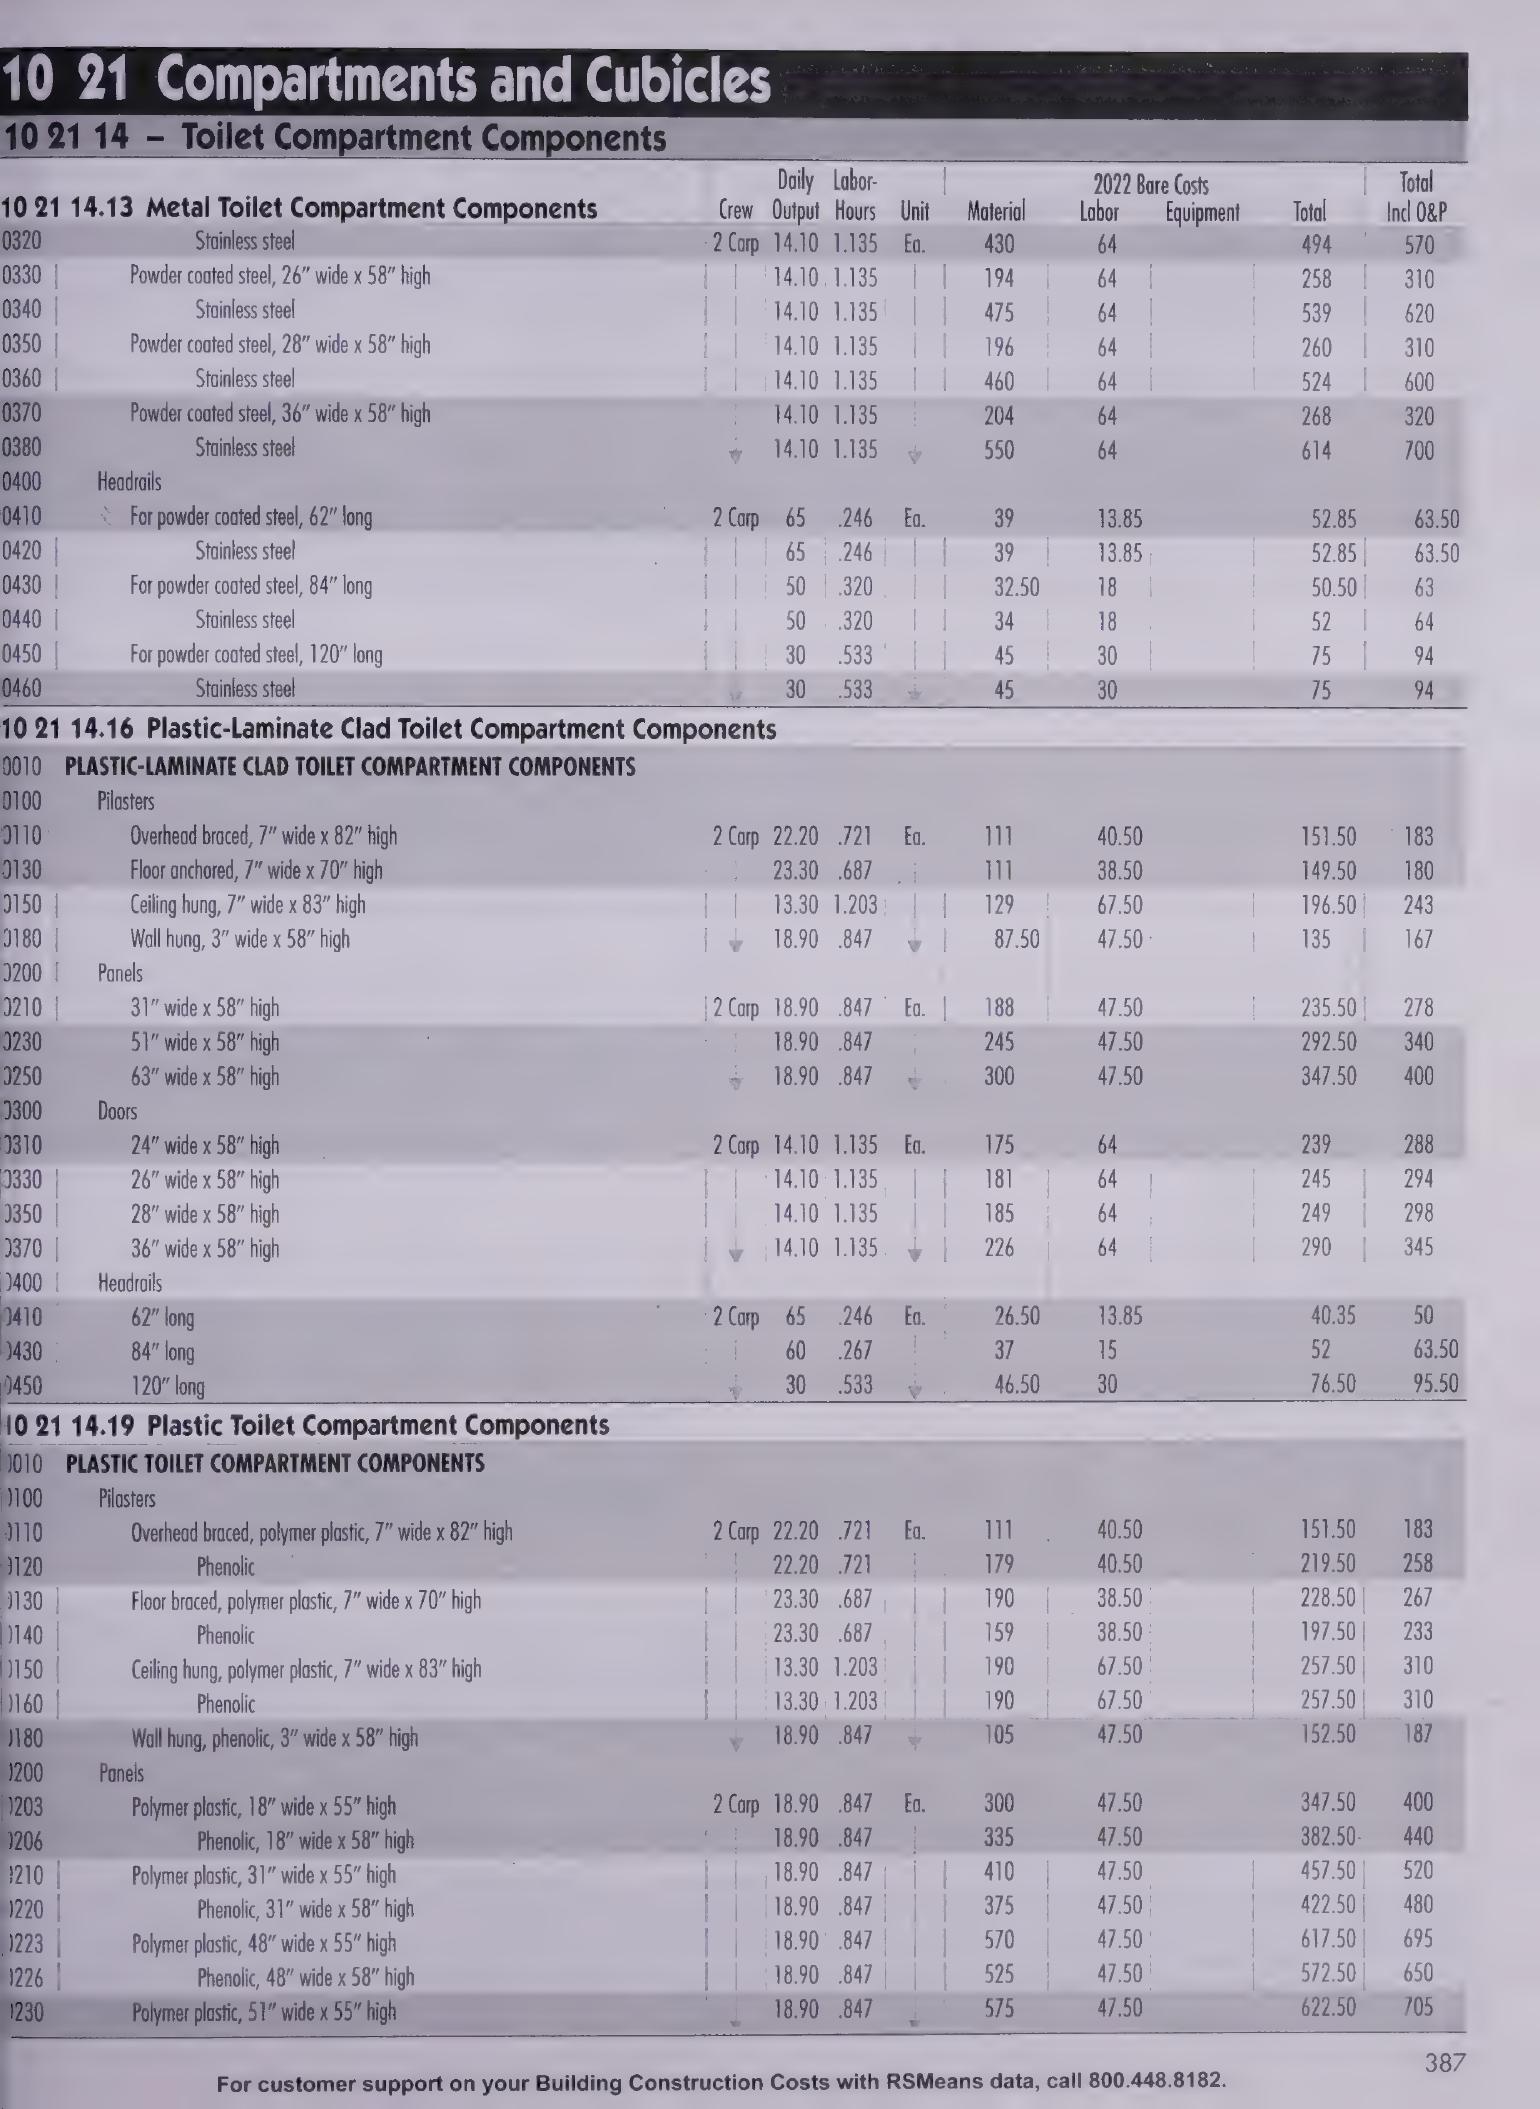 10 21 Compartments and Cubicles
10 21 14 – Toilet Compartment Components
Daily Labor- 2022 Bare Costs Total
10 21 14.13 Metal Toilet Compartment Components Crew Output Hours Unit Material Labor Equipment Total Incl O&P
0320 Stainless steel 2 Carp 14.10 1.135 Ea. 430 64 494 570
0330 Powder coated steel, 26" wide x 58" high 14.10 1.135 194 64 258 310
0340 Stainless steel 14.10 1.135 475 64 539 620
0350 Powder coated steel, 28" wide x 58" high 14.10 1.135 196 64 260 310
0360 Stainless steel 14.10 1.135 460 64 524 600
0370 Powder coated steel, 36" wide x 58" high 14.10 1.135 204 64 268 320
0380 Stainless steel 14.10 1.135 550 64 614 700
0400 Headrails
0410 For powder coated steel, 62" long 2 Carp 65 .246 Ea. 39 13.85 52.85 63.50
0420 Stainless steel 65 .246 39 13.85 52.85 63.50
0430 For powder coated steel, 84" long 50 .320 32.50 18 50.50 63
0440 Stainless steel 50 .320 34 18 52 64
0450 For powder coated steel, 120" long 30 .533 45 30 75 94
0460 Stainless steel 30 .533 45 30 75 94
10 21 14.16 Plastic-Laminate Clad Toilet Compartment Components
0010 PLASTIC-LAMINATE CLAD TOILET COMPARTMENT COMPONENTS
0100 Pilasters
0110 Overhead braced, 7" wide x 82" high 2 Carp 22.20 .721 Ea. 111 40.50 151.50 183
0130 Floor anchored, 7" wide x 70" high 23.30 .687 111 38.50 149.50 180
0150 Ceiling hung, 7" wide x 83" high 13.30 1.203 129 67.50 196.50 243
0180 Wall hung, 3" wide x 58" high 18.90 .847 87.50 47.50 135 167
0200 Panels
0210 31" wide x 58" high 2 Carp 18.90 .847 Ea. 188 47.50 235.50 278
0230 51" wide x 58" high 18.90 .847 245 47.50 292.50 340
0250 63" wide x 58" high 18.90 .847 300 47.50 347.50 400
0300 Doors
0310 24" wide x 58" high 2 Carp 14.10 1.135 Ea. 175 64 239 288
0330 26" wide x 58" high 14.10 1.135 181 64 245 294
0350 28" wide x 58" high 14.10 1.135 185 64 249 298
0370 36" wide x 58" high 14.10 1.135 226 64 290 345
0400 Headrails
0410 62" long 2 Carp 65 .246 Ea. 26.50 13.85 40.35 50
0430 84" long 60 .267 37 15 52 63.50
0450 120" long 30 .533 46.50 30 76.50 95.50
10 21 14.19 Plastic Toilet Compartment Components
0010 PLASTIC TOILET COMPARTMENT COMPONENTS
0100 Pilasters
0110 Overhead braced, polymer plastic, 7" wide x 82" high 2 Carp 22.20 .721 Ea. 111 40.50 151.50 183
0120 Phenolic 22.20 .721 179 40.50 219.50 258
0130 Floor braced, polymer plastic, 7" wide x 70" high 23.30 .687 190 38.50 228.50 267
0140 Phenolic 23.30 .687 159 38.50 197.50 233
0150 Ceiling hung, polymer plastic, 7" wide x 83" high 13.30 1.203 190 67.50 257.50 310
0160 Phenolic 13.30 1.203 190 67.50 257.50 310
0180 Wall hung, phenolic, 3" wide x 58" high 18.90 .847 105 47.50 152.50 187
0200 Panels
0203 Polymer plastic, 18" wide x 55" high 2 Carp 18.90 .847 Ea. 300 47.50 347.50 400
0206 Phenolic, 18" wide x 58" high 18.90 .847 335 47.50 382.50 440
0210 Polymer plastic, 31" wide x 55" high 18.90 .847 410 47.50 457.50 520
0220 Phenolic, 31" wide x 58" high 18.90 .847 375 47.50 422.50 480
0223 Polymer plastic, 48" wide x 55" high 18.90 .847 570 47.50 617.50 695
0226 Phenolic, 48" wide x 58" high 18.90 .847 525 47.50 572.50 650
0230 Polymer plastic, 51" wide x 55" high 18.90 .847 575 47.50 622.50 705
387
For customer support on your Building Construction Costs with RSMeans data, call 800.448.8182.